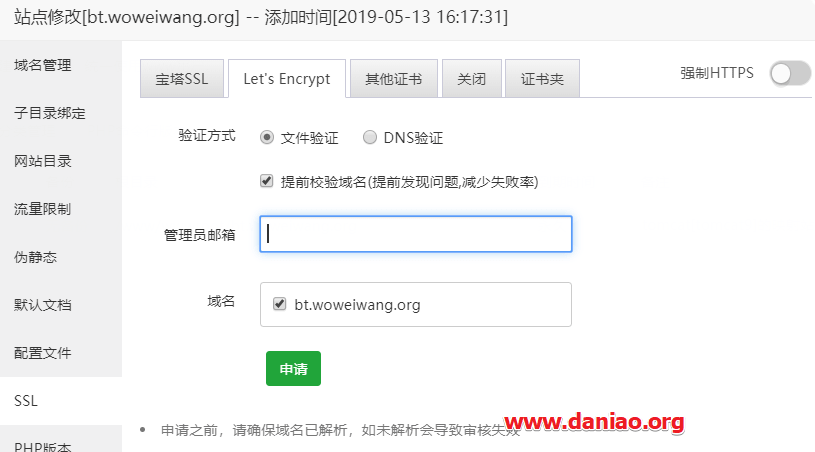 站点修改[bt.woweiwang.org] -- 添加时间[2019-05-13 16:17:31]
域名管理
子目录绑定
网站目录
流量限制
伪静态
默认文档
配置文件
SSL
PHP版本
宝塔SSL Let's Encrypt 其他证书 关闭 证书夹 强制HTTPS
验证方式 文件验证 DNS验证
提前校验域名(提前发现问题,减少失败率)
管理员邮箱
域名 bt.woweiwang.org
申请
申请之前，请确保域名已解析，如未解析会导致审核失败
www.daniao.org